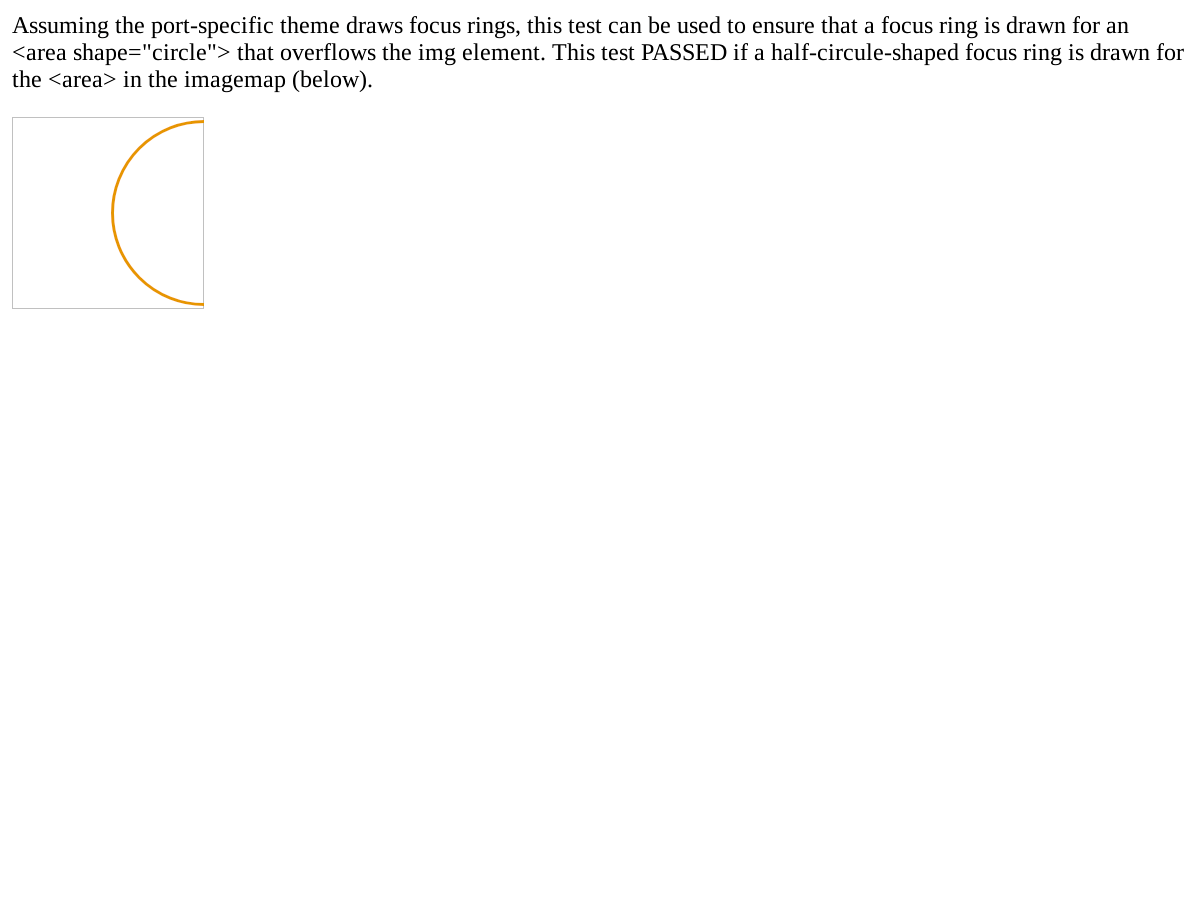 Assuming the port-specific theme draws focus rings, this test can be used to ensure that a focus ring is drawn for an
<area shape="circle"> that overflows the img element. This test PASSED if a half-circule-shaped focus ring is drawn for
the <area> in the imagemap (below).